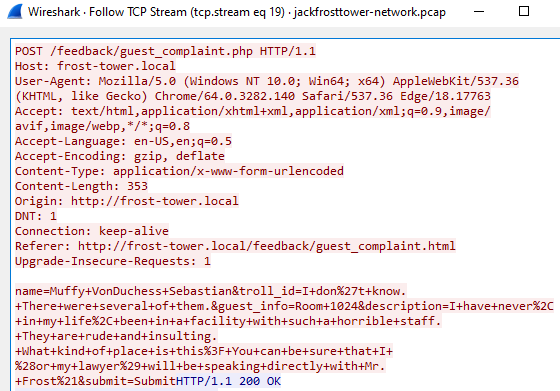 Wireshark · Follow TCP Stream (tcp.stream eq 19) · jackfrosttower-network.pcap
POST /feedback/guest_complaint.php HTTP/1.1
Host: frost-tower.local
User-Agent: Mozilla/5.0 (Windows NT 10.0; Win64; x64) AppleWebKit/537.36
(KHTML, like Gecko) Chrome/64.0.3282.140 Safari/537.36 Edge/18.17763
Accept: text/html,application/xhtml+xml,application/xml;q=0.9,image/
avif,image/webp,*/*;q=0.8
Accept-Language: en-US,en;q=0.5
Accept-Encoding: gzip, deflate
Content-Type: application/x-www-form-urlencoded
Content-Length: 353
Origin: http://frost-tower.local
DNT: 1
Connection: keep-alive
Referer: http://frost-tower.local/feedback/guest_complaint.html
Upgrade-Insecure-Requests: 1

name=Muffy+VonDuchess+Sebastian&troll_id=I+don%27t+know.
+There+were+several+of+them.&guest_info=Room+1024&description=I+have+never%2C
+in+my+life%2C+been+in+a+facility+with+such+a+horrible+staff.
+They+are+rude+and+insulting.
+What+kind+of+place+is+this%3F+You+can+be+sure+that+I+
%28or+my+lawyer%29+will+be+speaking+directly+with+Mr.
+Frost%21&submit=SubmitHTTP/1.1 200 OK